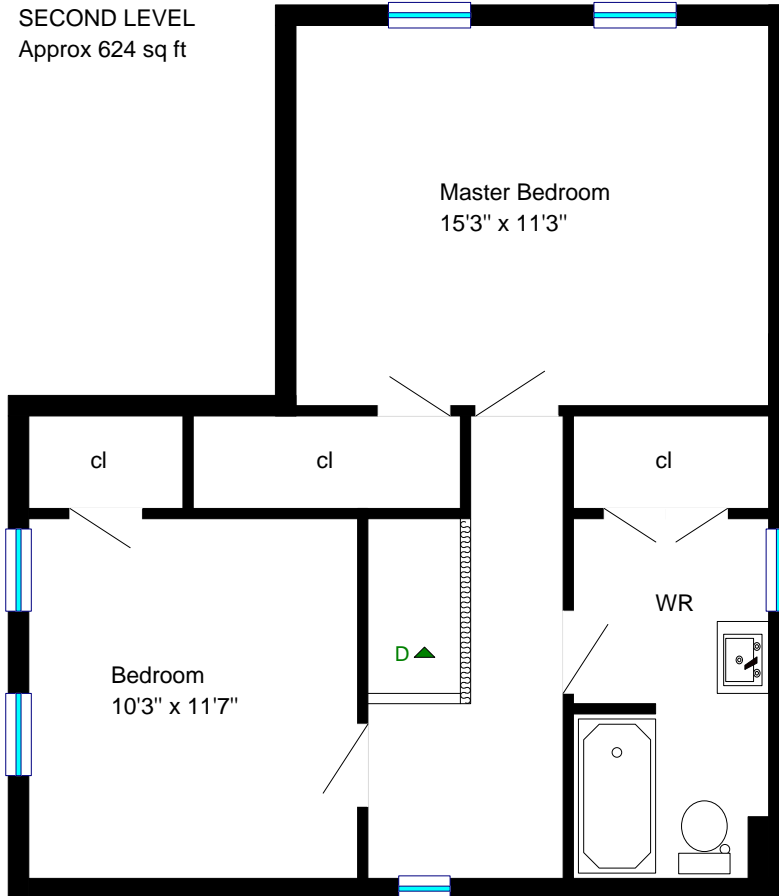 SECOND LEVEL
Approx 624 sq ft
Master Bedroom
15'3" x 11'3"
cl
cl
cl
WR
D
Bedroom
10'3" x 11'7"